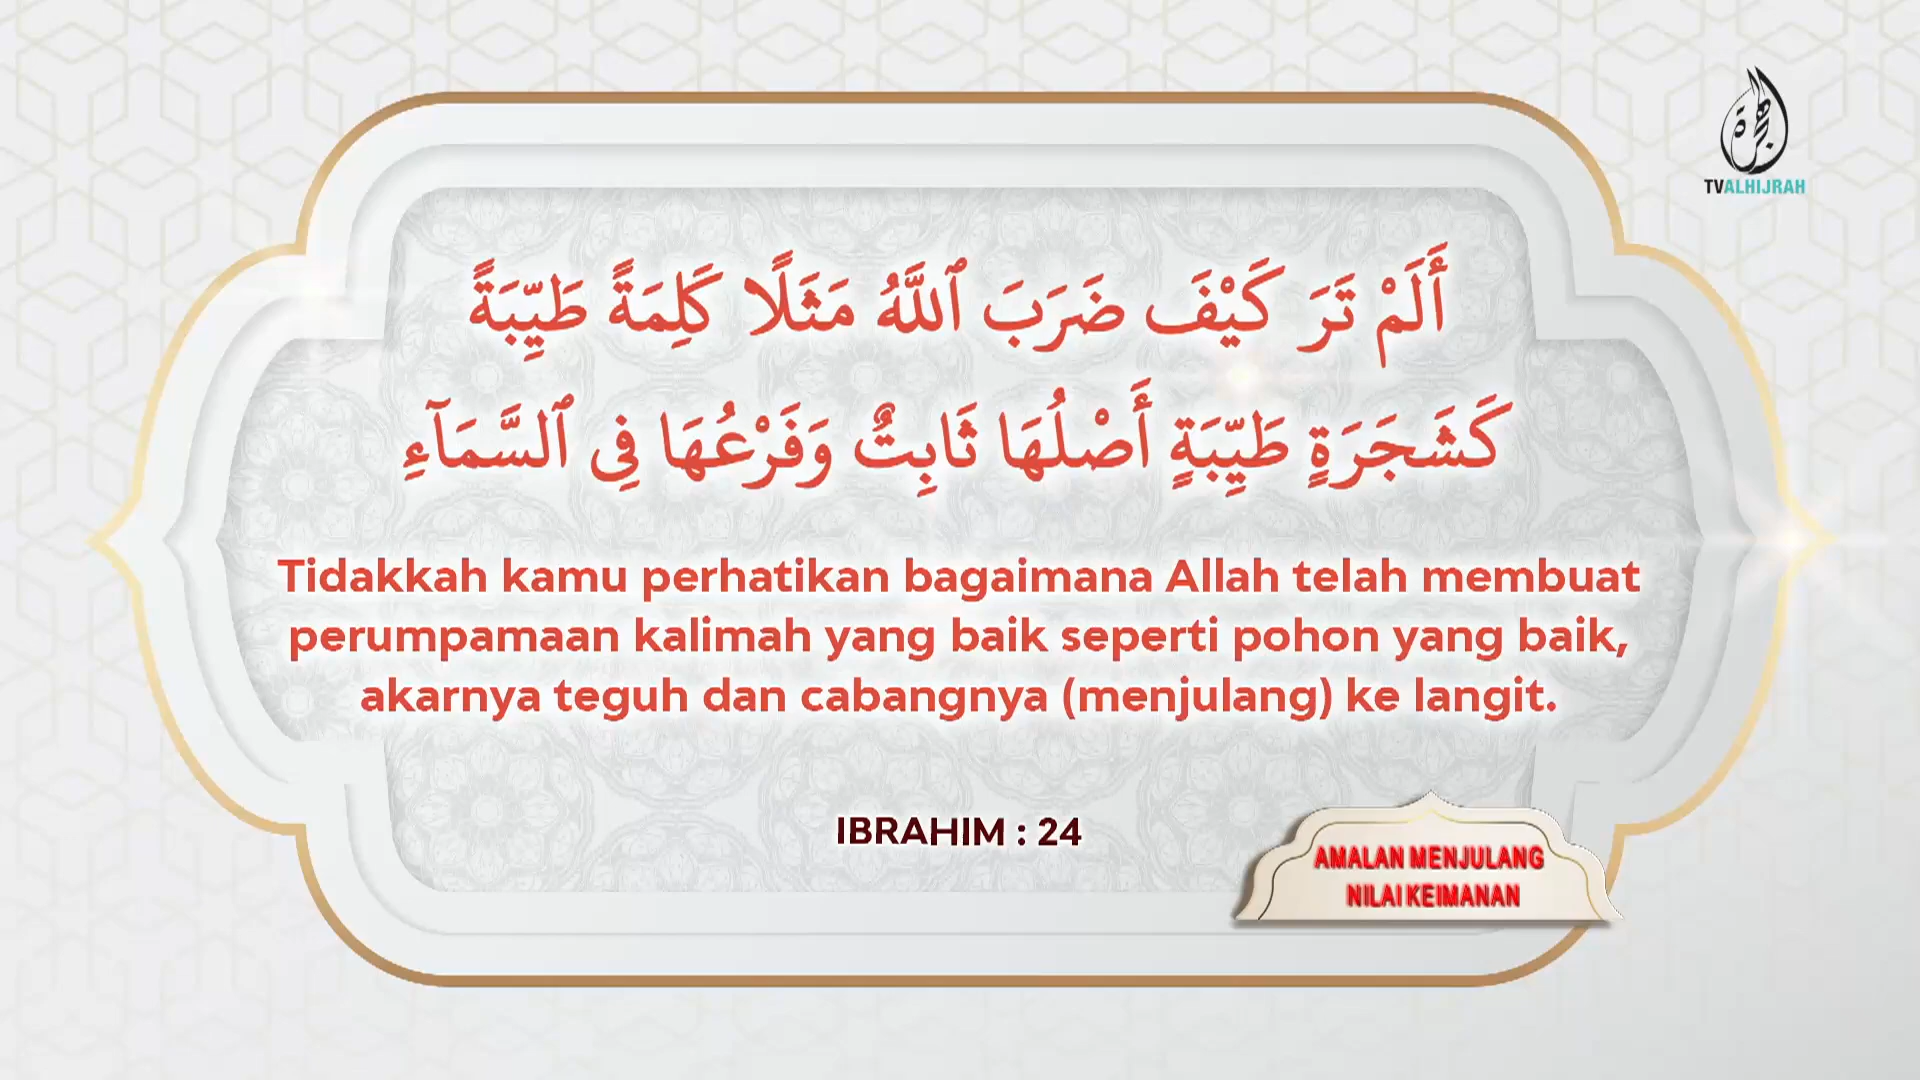 الهجرة
TVALHIJRAH
أَلَمْ تَرَ كَيْفَ ضَرَبَ ٱللَّهُ مَثَلًا كَلِمَةً طَيِّبَةً
كَشَجَرَةٍ طَيِّبَةٍ أَصْلُهَا ثَابِتٌ وَفَرْعُهَا فِى ٱلسَّمَآءِ
Tidakkah kamu perhatikan bagaimana Allah telah membuat
perumpamaan kalimah yang baik seperti pohon yang baik,
akarnya teguh dan cabangnya (menjulang) ke langit.
IBRAHIM : 24
AMALAN MENJULANG
NILAI KEIMANAN